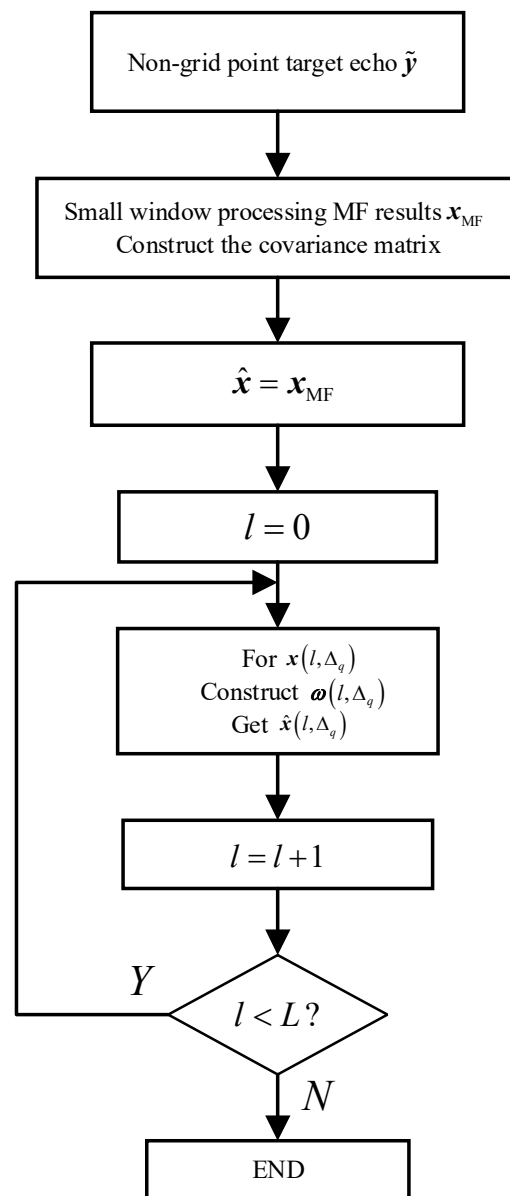 Non-grid point target echo ỹ
Small window processing MF results x_MF
Construct the covariance matrix
x̂ = x_MF
l = 0
For x(l,Δ_q)
Construct ω(l,Δ_q)
Get x̂(l,Δ_q)
l = l+1
Y
l < L?
N
END